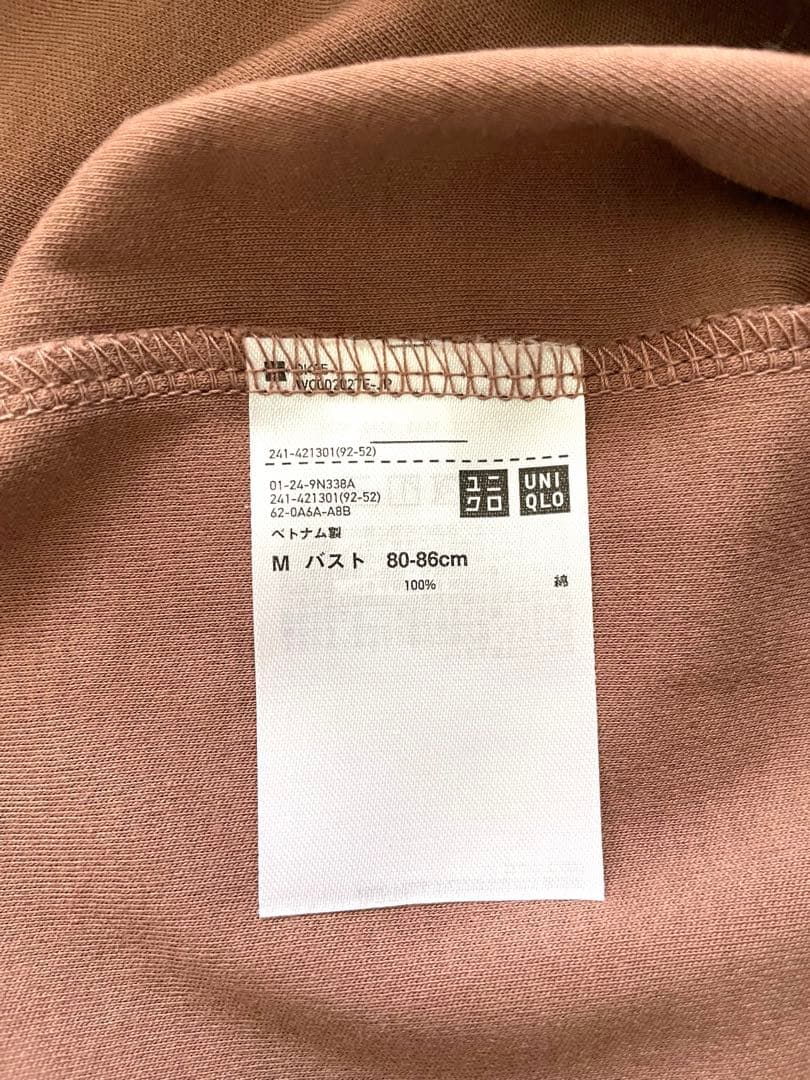 241-421301(92-52)
01-24-9N338A
241-421301(92-52)
62-0A6A-A8B
ユニ
クロ
UNI
QLO
ベトナム製
M バスト 80-86cm
100% 綿